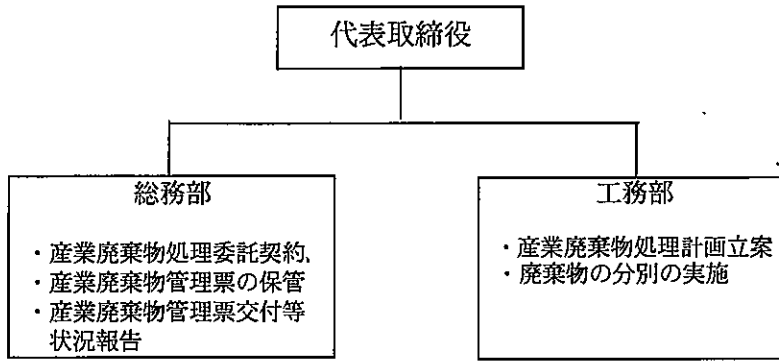 代表取締役
総務部
・産業廃棄物処理委託契約、
・産業廃棄物管理票の保管
・産業廃棄物管理票交付等
状況報告
工務部
・産業廃棄物処理計画立案
・廃棄物の分別の実施